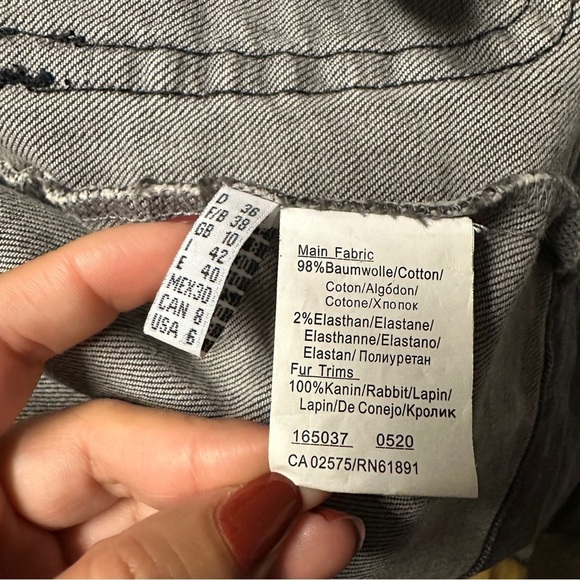 D 36
F/B 38
GB 10
I 42
E 40
MEX30
CAN 8
USA 6
Main Fabric
98%Baumwolle/Cotton/
Coton/Algódon/
Cotone/Хлопок
2%Elasthan/Elastane/
Elasthanne/Elastano/
Elastan/Полиуретан
Fur Trims
100%Kanin/Rabbit/Lapin/
Lapin/De Conejo/Кролик
165037 0520
CA 02575/RN61891